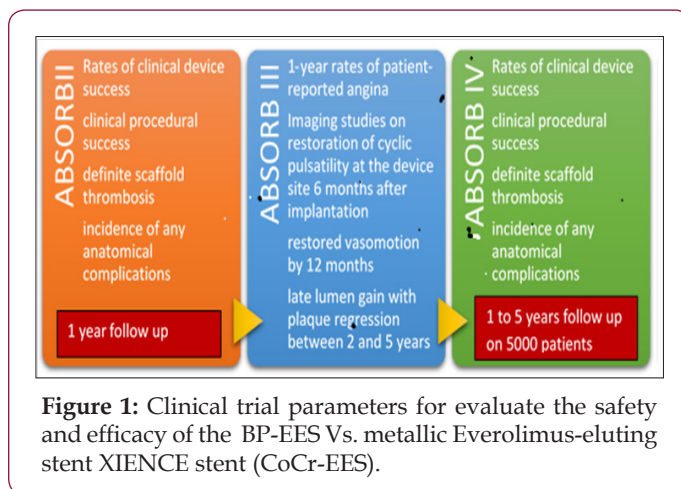 ABSORBII
Rates of clinical device
success
clinical procedural
success
definite scaffold
thrombosis
incidence of any
anatomical
complications
1 year follow up
ABSORB III
1-year rates of patient-
reported angina
Imaging studies on
restoration of cyclic
pulsatility at the device
site 6 months after
implantation
restored vasomotion
by 12 months
late lumen gain with
plaque regression
between 2 and 5 years
ABSORB IV
Rates of clinical device
success
clinical procedural
success
definite scaffold
thrombosis
incidence of any
anatomical
complications
1 to 5 years follow up
on 5000 patients
Figure 1: Clinical trial parameters for evaluate the safety
and efficacy of the BP-EES Vs. metallic Everolimus-eluting
stent XIENCE stent (CoCr-EES).